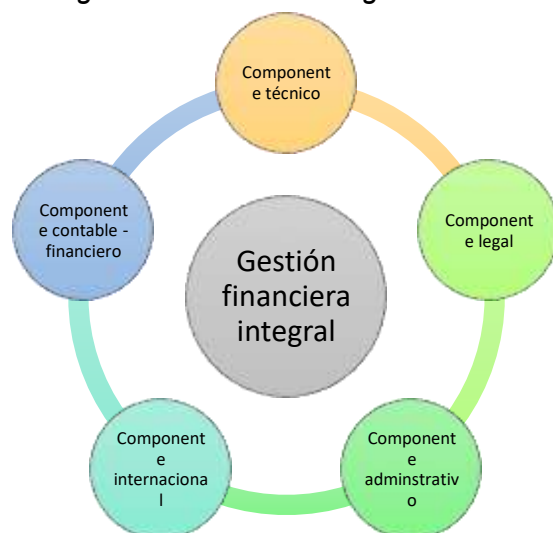 Component
e técnico
Component
e contable -
financiero
Component
e legal
Gestión
financiera
integral
Component
e
internaciona
l
Component
e
adminstrativ
o